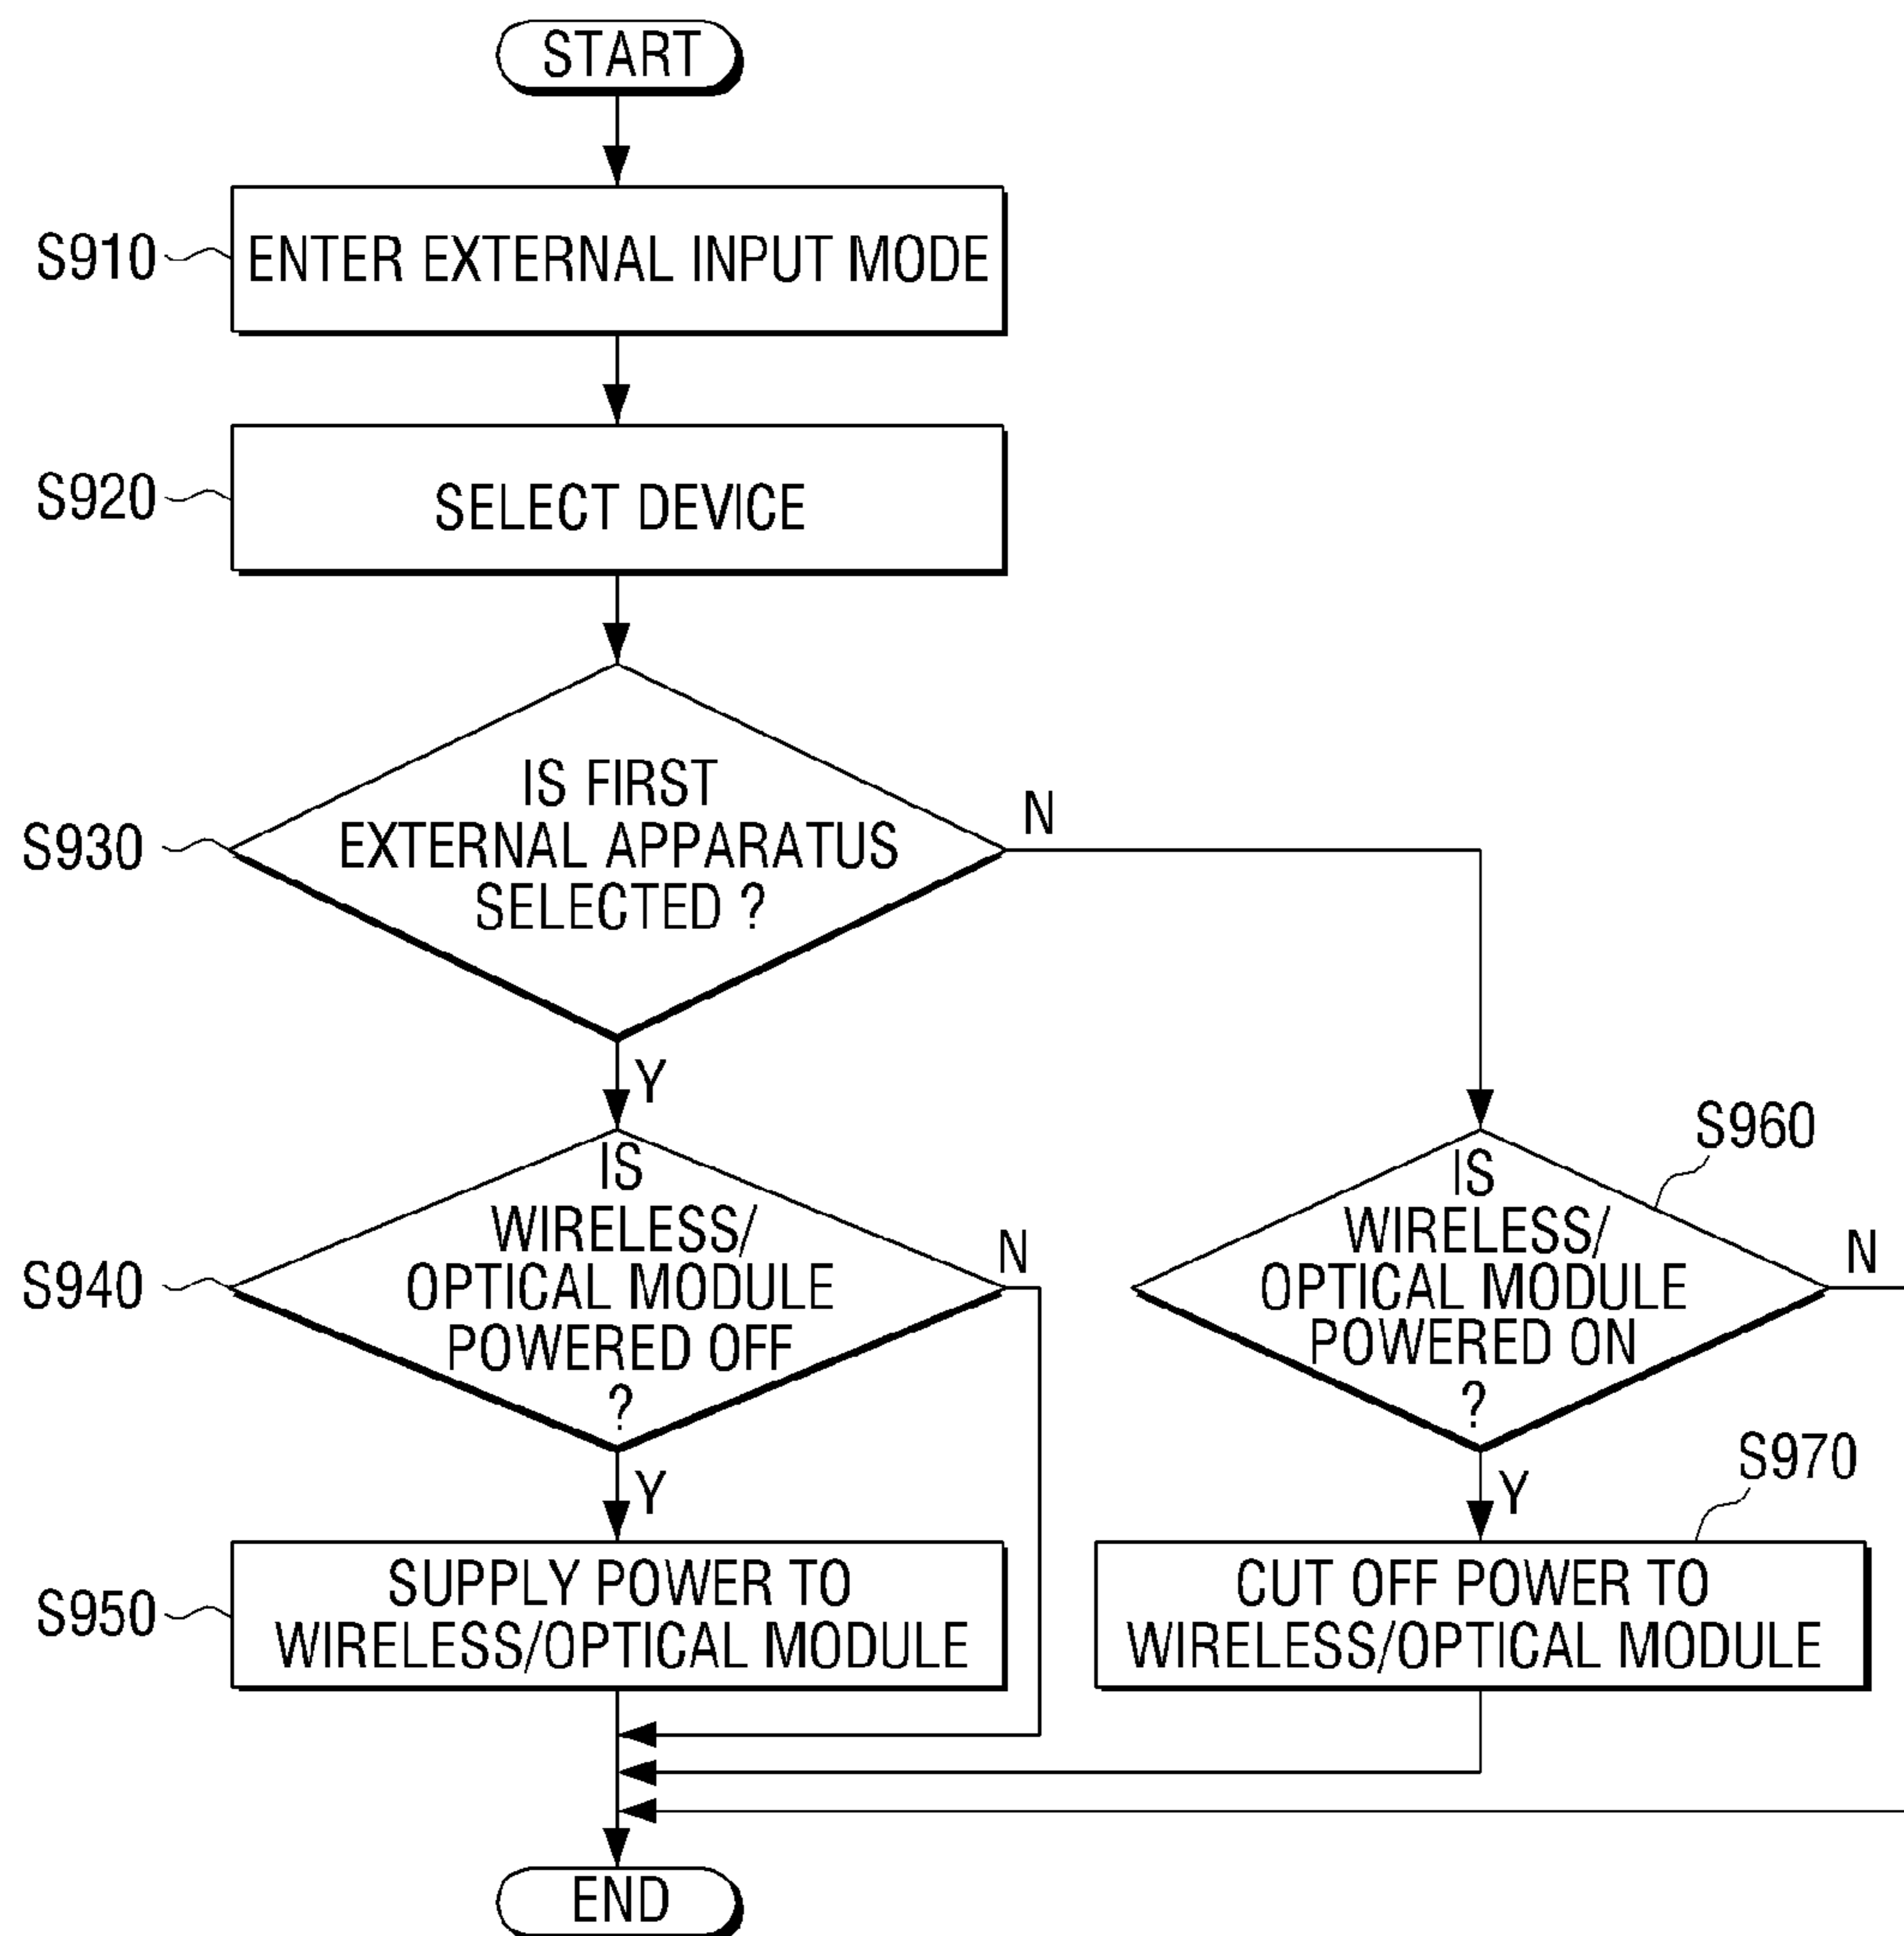 START
S910
ENTER EXTERNAL INPUT MODE
S920
SELECT DEVICE
S930
IS FIRST
EXTERNAL APPARATUS
SELECTED ?
N
Y
S940
IS
WIRELESS/
OPTICAL MODULE
POWERED OFF
?
N
Y
S960
IS
WIRELESS/
OPTICAL MODULE
POWERED ON
?
N
Y
S950
SUPPLY POWER TO
WIRELESS/OPTICAL MODULE
S970
CUT OFF POWER TO
WIRELESS/OPTICAL MODULE
END